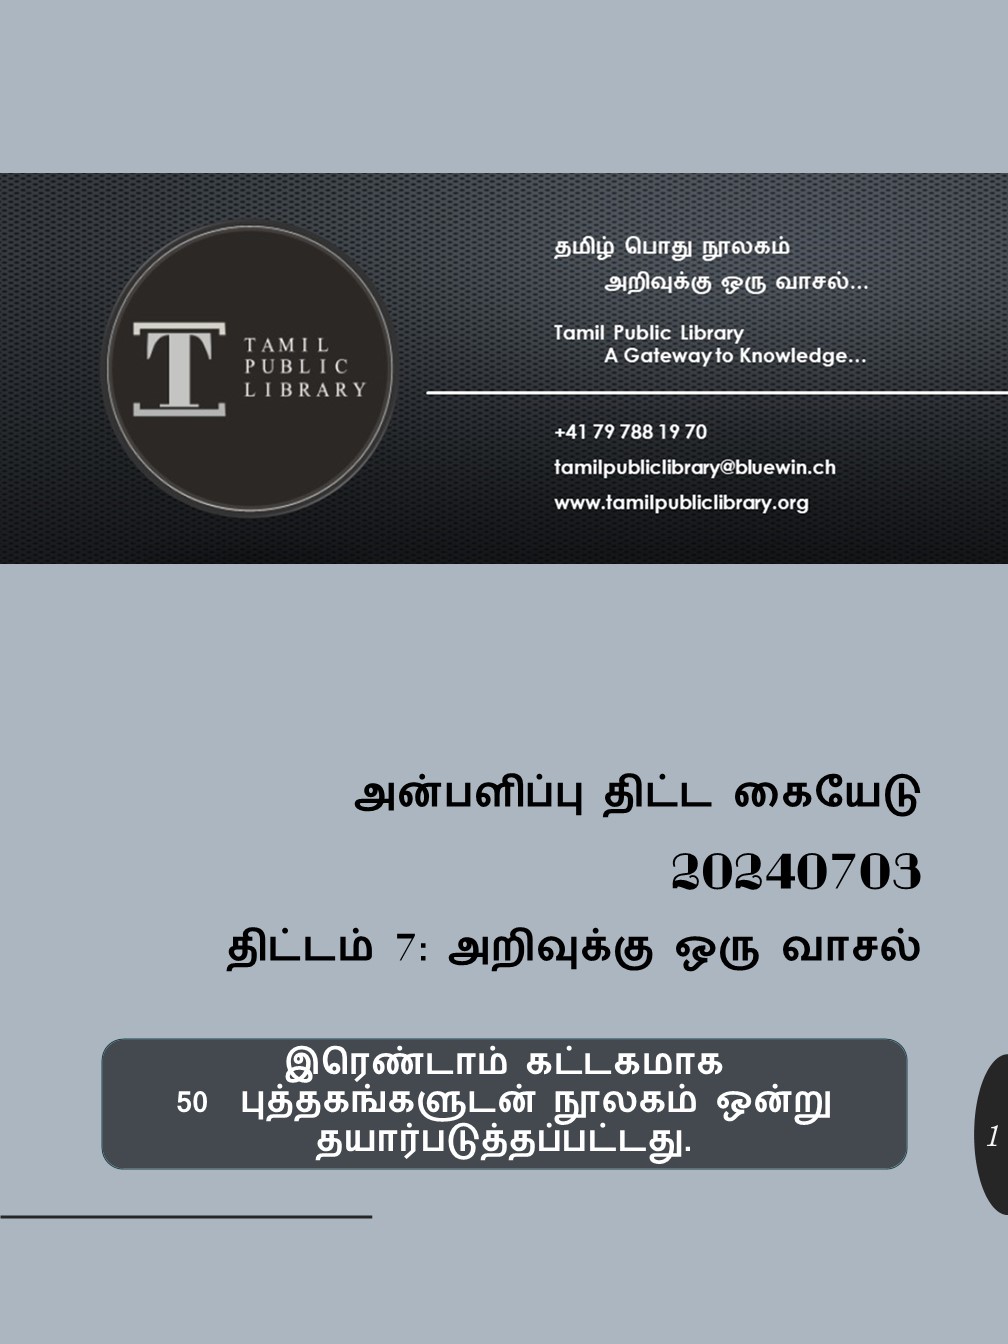 TAMIL
PUBLIC
LIBRARY
தமிழ் பொது நூலகம்
அறிவுக்கு ஒரு வாசல்...
Tamil Public Library
A Gateway to Knowledge...
+41 79 788 19 70
tamilpubliclibrary@bluewin.ch
www.tamilpubliclibrary.org
அன்பளிப்பு திட்ட கையேடு
20240703
திட்டம் 7: அறிவுக்கு ஒரு வாசல்
இரெண்டாம் கட்டகமாக
50 புத்தகங்களுடன் நூலகம் ஒன்று
தயார்படுத்தப்பட்டது.
1